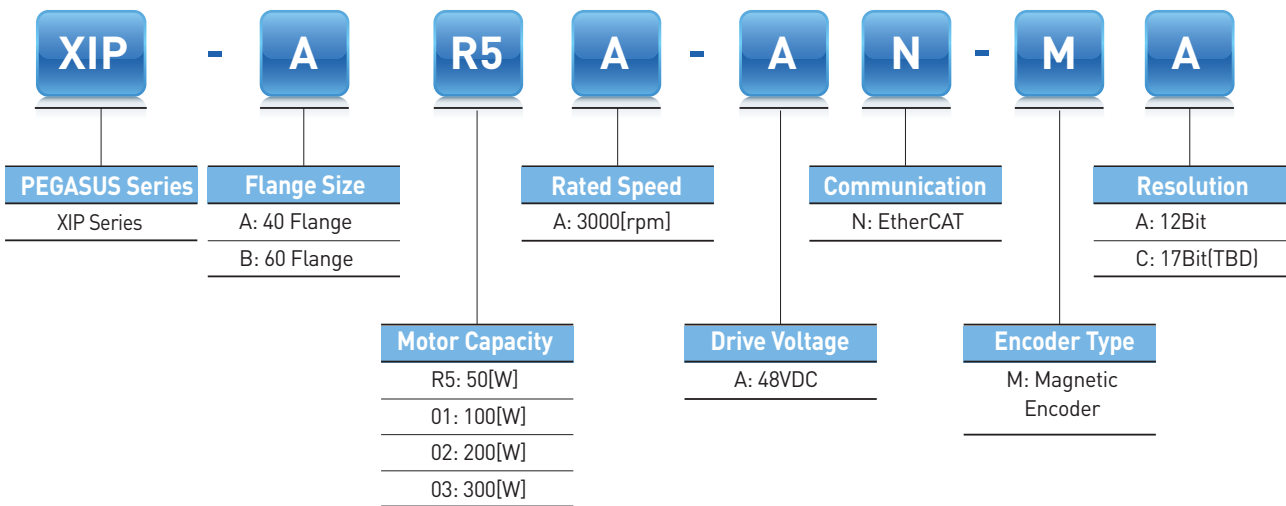 XIP - A R5 A - A N - M A
PEGASUS Series
XIP Series
Flange Size
A: 40 Flange
B: 60 Flange
Rated Speed
A: 3000[rpm]
Communication
N: EtherCAT
Resolution
A: 12Bit
C: 17Bit(TBD)
Motor Capacity
R5: 50[W]
01: 100[W]
02: 200[W]
03: 300[W]
Drive Voltage
A: 48VDC
Encoder Type
M: Magnetic
Encoder